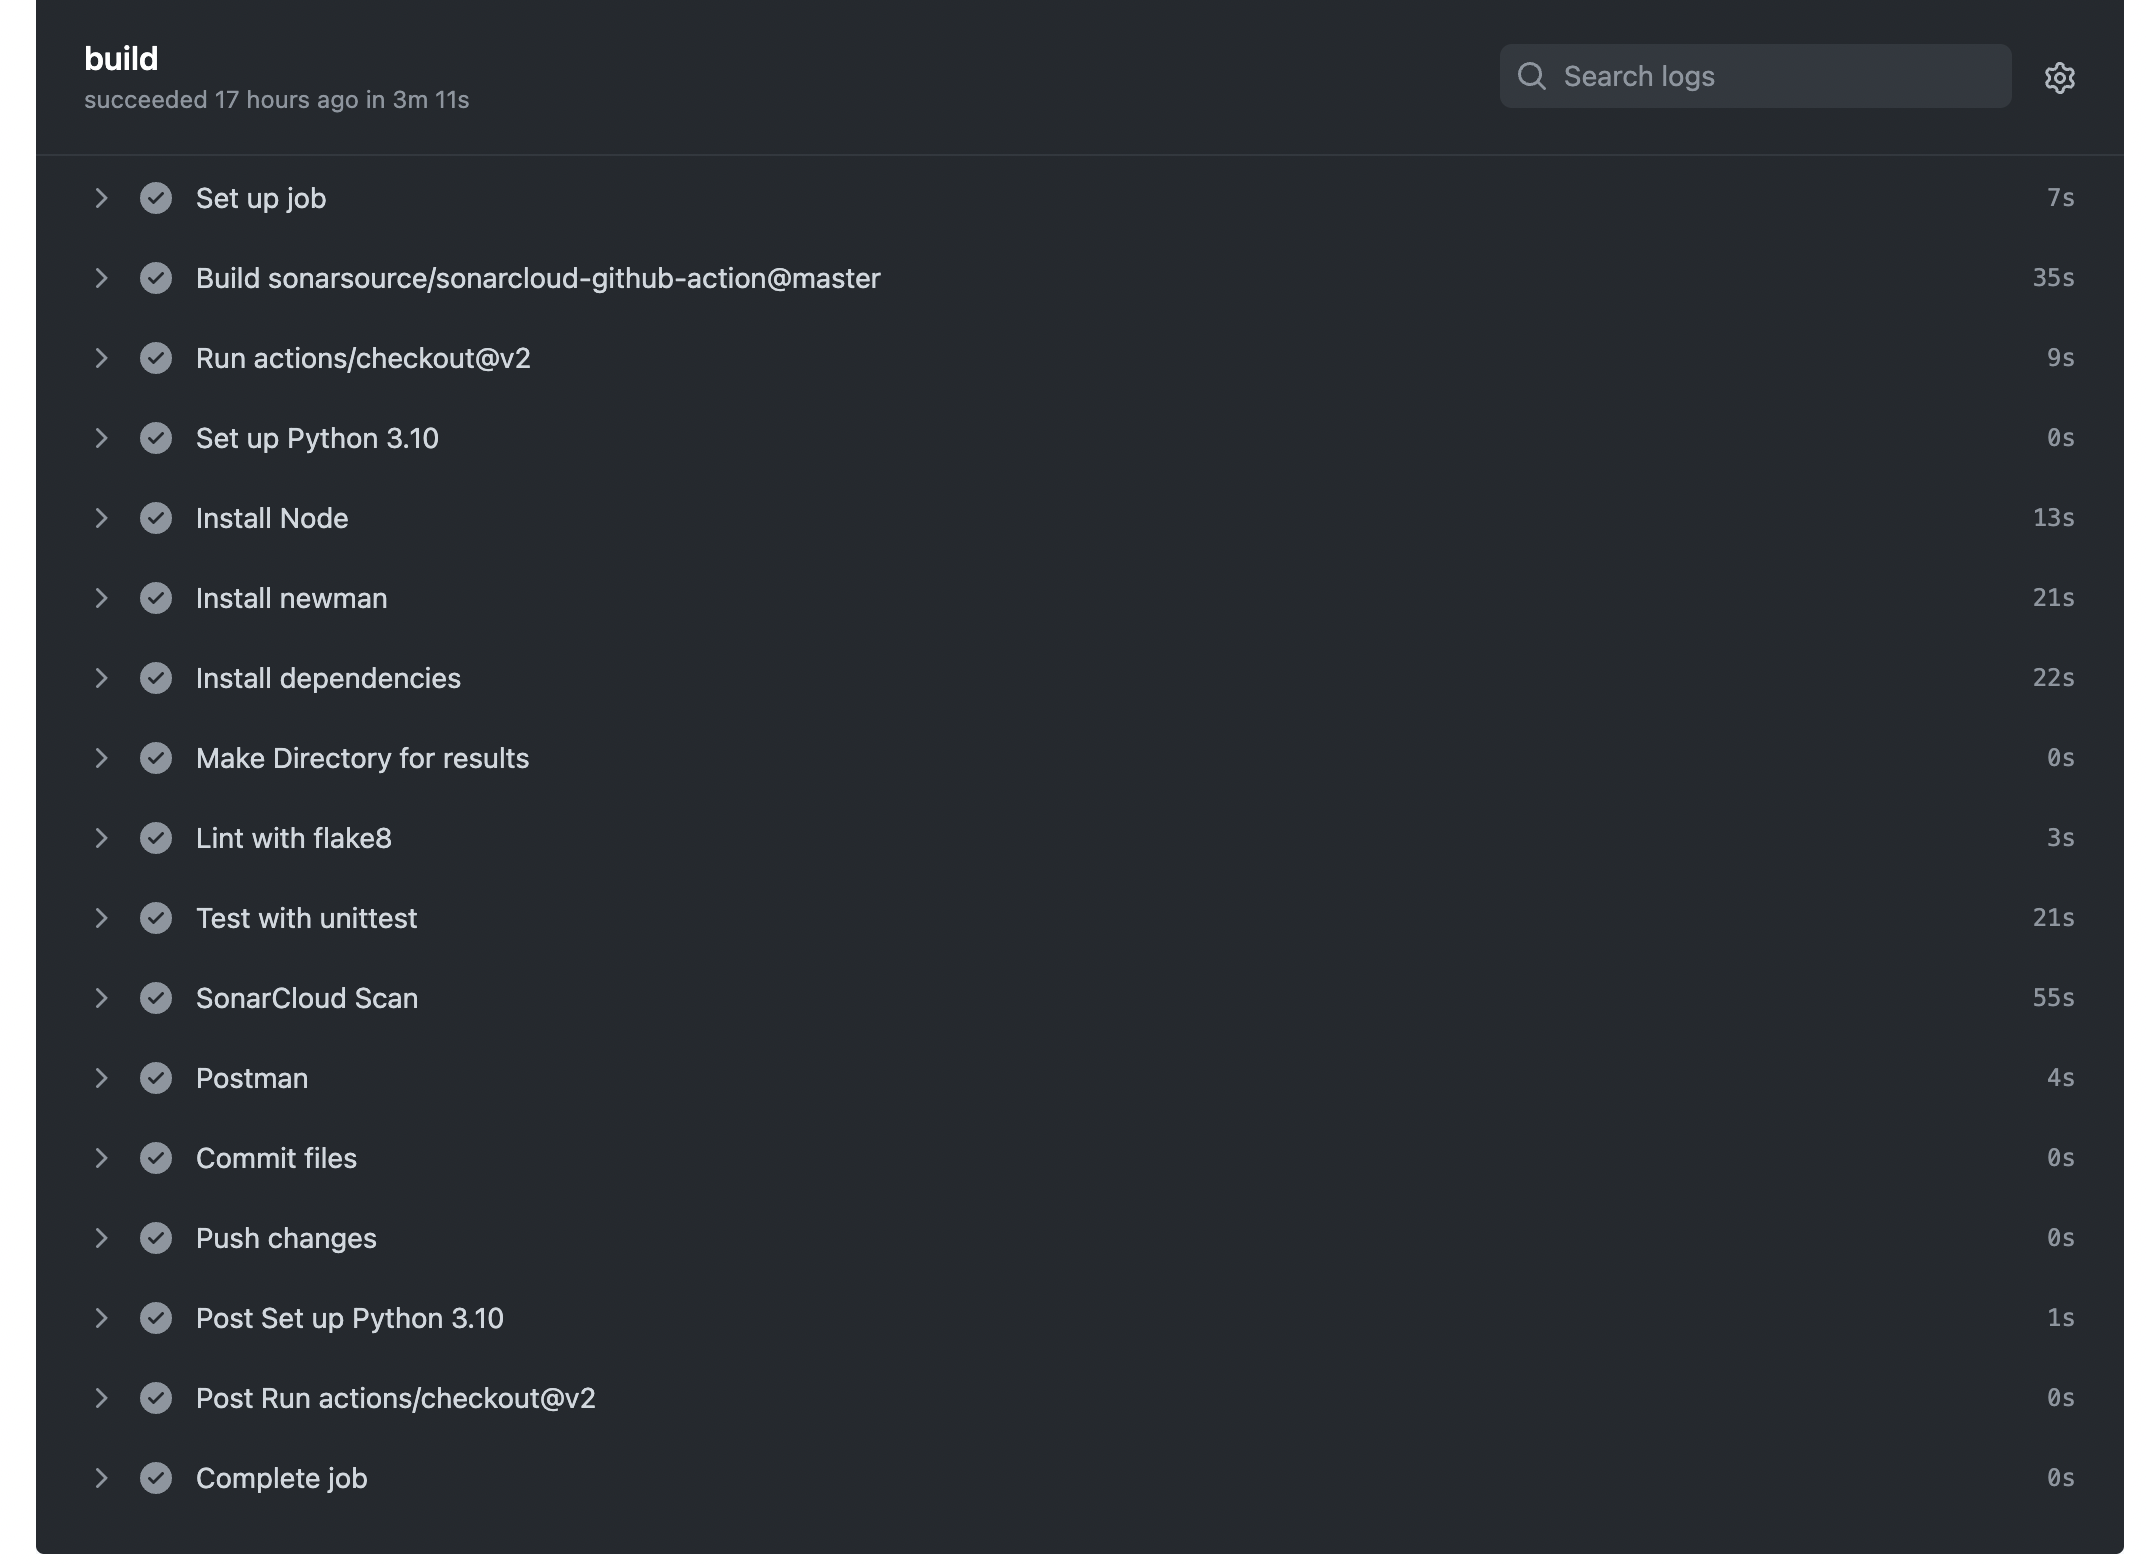 build
succeeded 17 hours ago in 3m 11s
Search logs
Set up job 7s
Build sonarsource/sonarcloud-github-action@master 35s
Run actions/checkout@v2 9s
Set up Python 3.10 0s
Install Node 13s
Install newman 21s
Install dependencies 22s
Make Directory for results 0s
Lint with flake8 3s
Test with unittest 21s
SonarCloud Scan 55s
Postman 4s
Commit files 0s
Push changes 0s
Post Set up Python 3.10 1s
Post Run actions/checkout@v2 0s
Complete job 0s